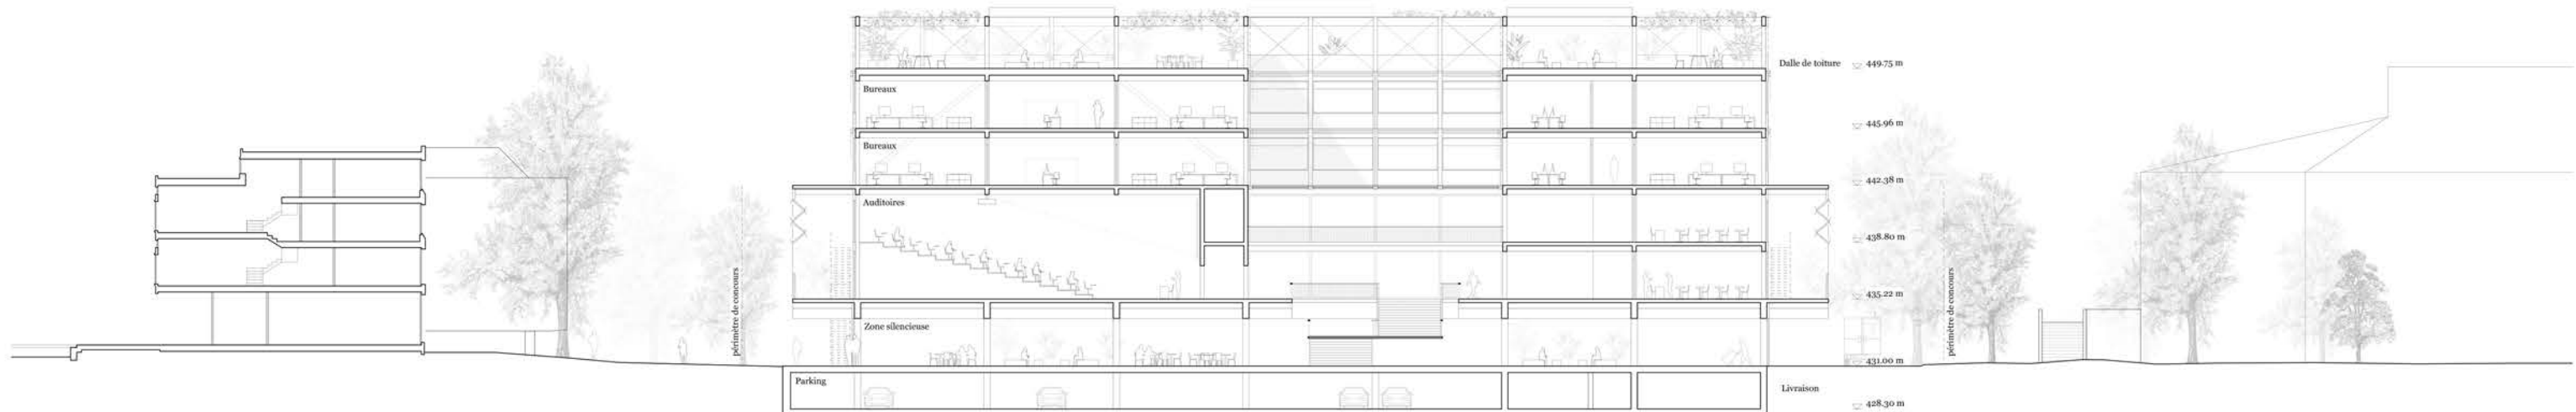 Dalle de toiture
449.75 m
Bureaux
445.96 m
Bureaux
442.38 m
Auditoires
438.80 m
périmètre de concours
périmètre de concours
435.22 m
Zone silencieuse
431.00 m
Parking
Livraison
428.30 m